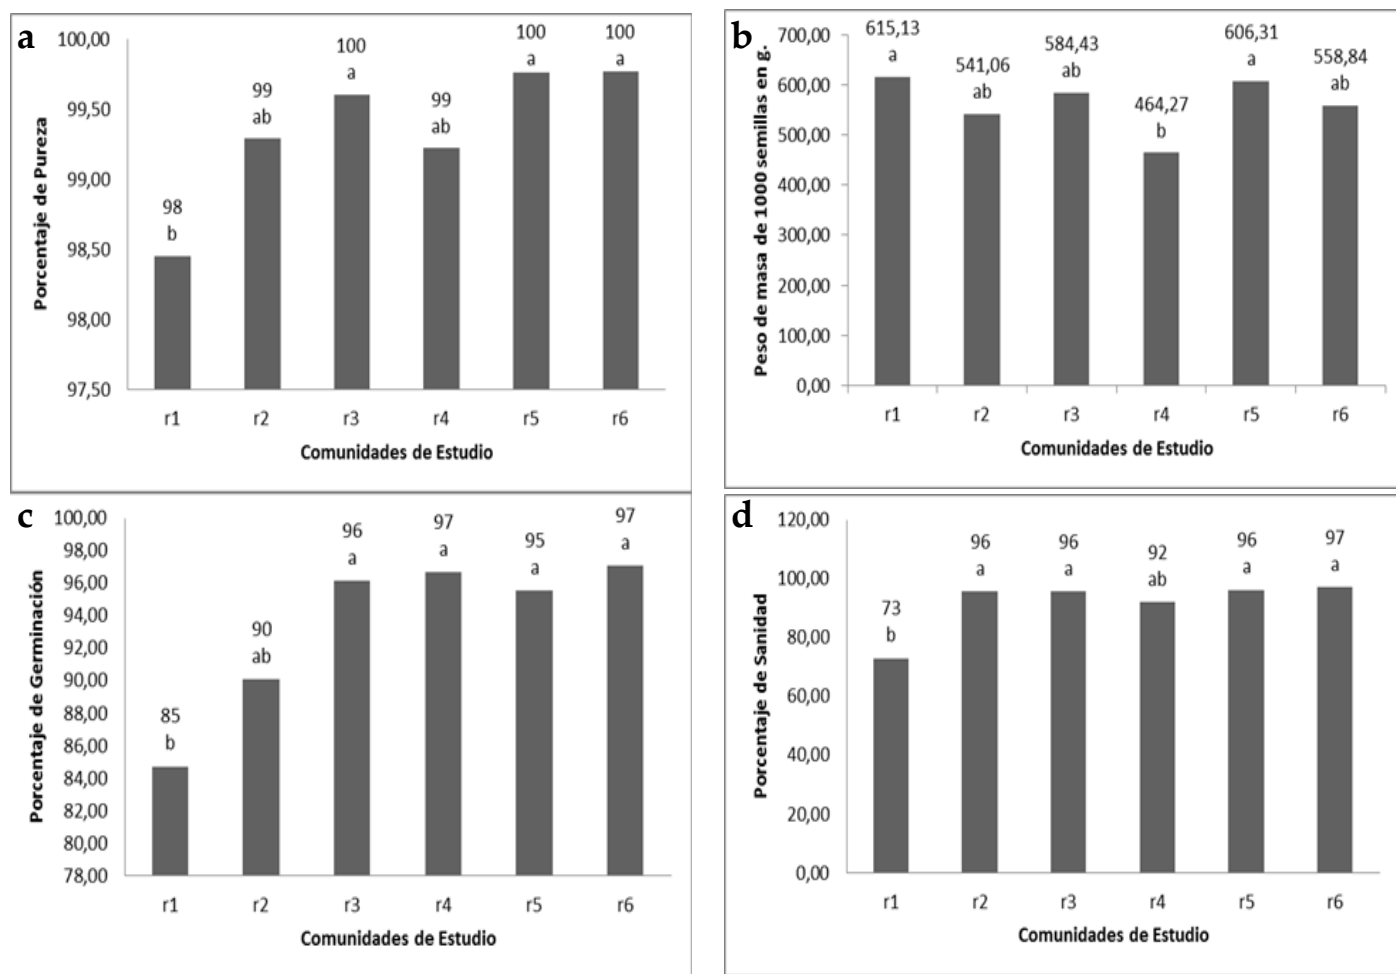 a
Porcentaje de Pureza
100,00
99,50
99,00
98,50
98,00
97,50
98
b
99
ab
100
a
99
ab
100
a
100
a
r1 r2 r3 r4 r5 r6
Comunidades de Estudio
b
Peso de masa de 1000 semillas en g.
700,00
600,00
500,00
400,00
300,00
200,00
100,00
0,00
615,13
a
541,06
ab
584,43
ab
464,27
b
606,31
a
558,84
ab
r1 r2 r3 r4 r5 r6
Comunidades de Estudio
c
Porcentaje de Germinación
100,00
98,00
96,00
94,00
92,00
90,00
88,00
86,00
84,00
82,00
80,00
78,00
85
b
90
ab
96
a
97
a
95
a
97
a
r1 r2 r3 r4 r5 r6
Comunidades de Estudio
d
Porcentaje de Sanidad
120,00
100,00
80,00
60,00
40,00
20,00
0,00
73
b
96
a
96
a
92
ab
96
a
97
a
r1 r2 r3 r4 r5 r6
Comunidades de Estudio